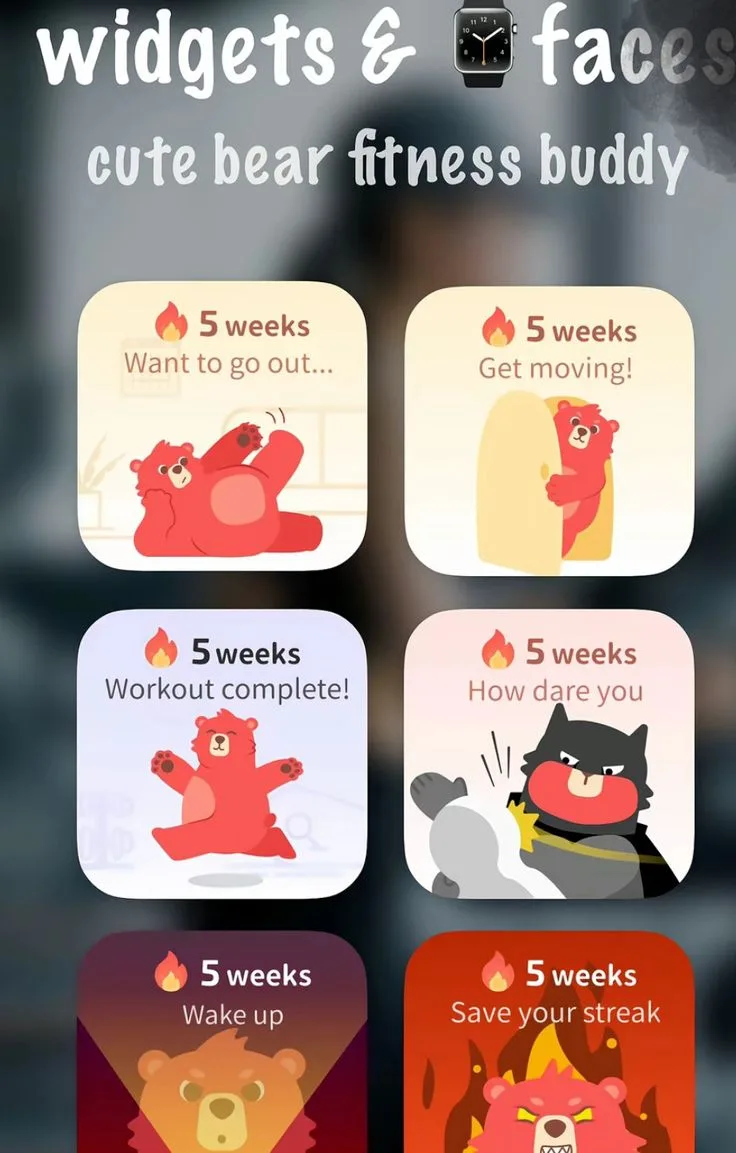 widgets & faces
cute bear fitness buddy
5 weeks
Want to go out...
5 weeks
Get moving!
5 weeks
Workout complete!
5 weeks
How dare you
5 weeks
Wake up
5 weeks
Save your streak